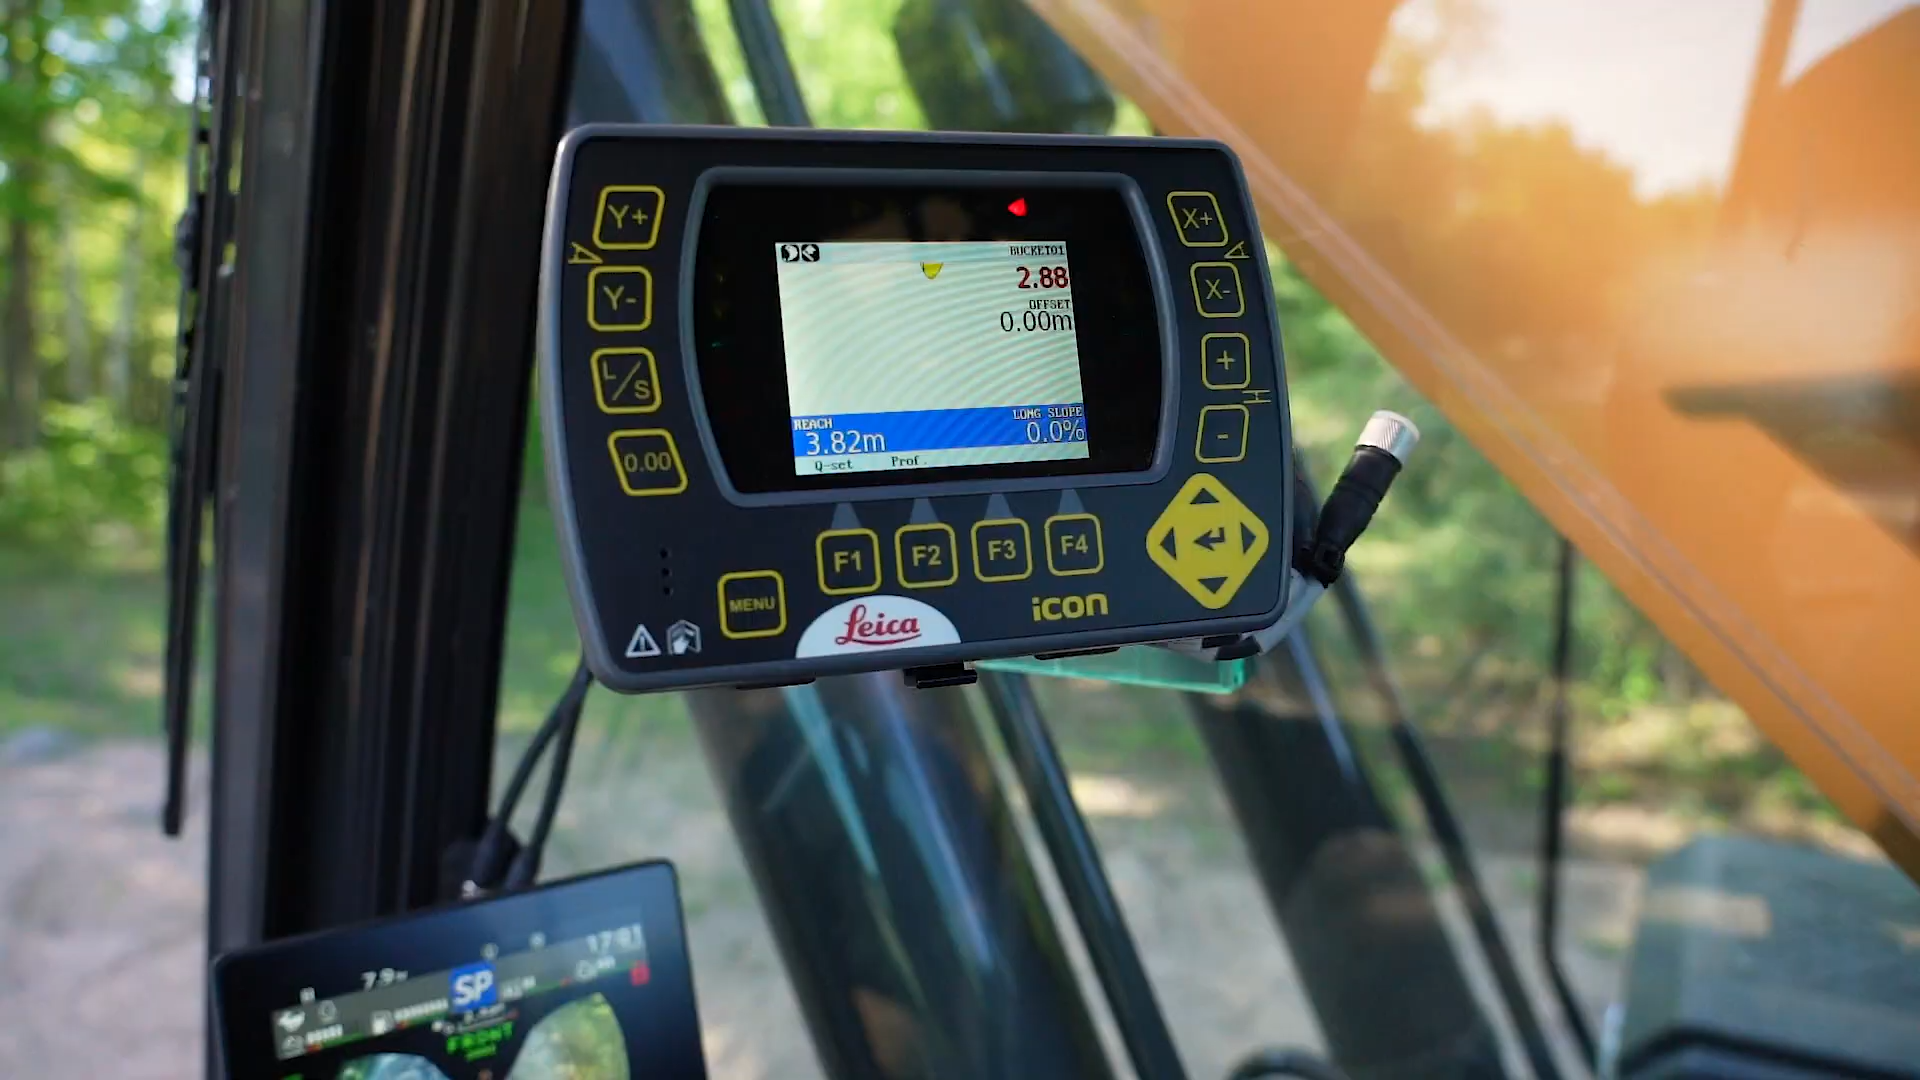 Y+
Y-
L/S
0.00
X+
X-
+
-
BUCKET01
2.88
OFFSET
0.00m
REACH
3.82m
LONG SLOPE
0.0%
Q-set
Prof.
F1
F2
F3
F4
MENU
Leica
icon
SP
FRONT